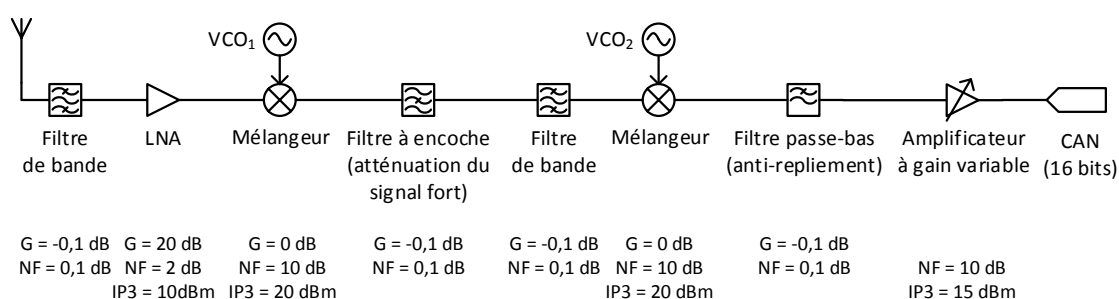 VCO₁
VCO₂
Filtre
de bande
LNA
Mélangeur
Filtre à encoche
(atténuation du
signal fort)
Filtre
de bande
Mélangeur
Filtre passe-bas
(anti-repliement)
Amplificateur
à gain variable
CAN
(16 bits)
G = -0,1 dB
NF = 0,1 dB
G = 20 dB
NF = 2 dB
IP3 = 10dBm
G = 0 dB
NF = 10 dB
IP3 = 20 dBm
G = -0,1 dB
NF = 0,1 dB
G = -0,1 dB
NF = 0,1 dB
G = 0 dB
NF = 10 dB
IP3 = 20 dBm
G = -0,1 dB
NF = 0,1 dB
NF = 10 dB
IP3 = 15 dBm